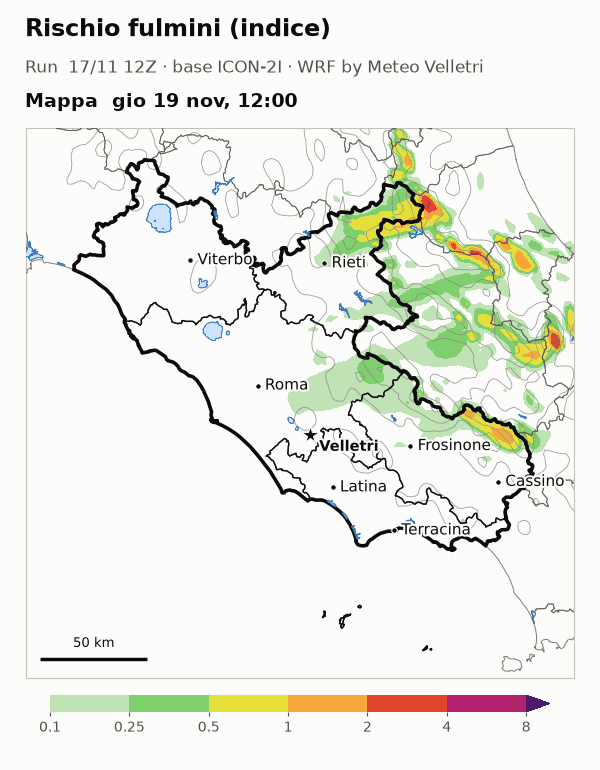 Rischio fulmini (indice)
Run  17/11 12Z · base ICON-2I · WRF by Meteo Velletri
Mappa  gio 19 nov, 12:00
Viterbo
Rieti
Roma
Velletri
Frosinone
Cassino
Latina
Terracina
50 km
0.1 0.25 0.5 1 2 4 8